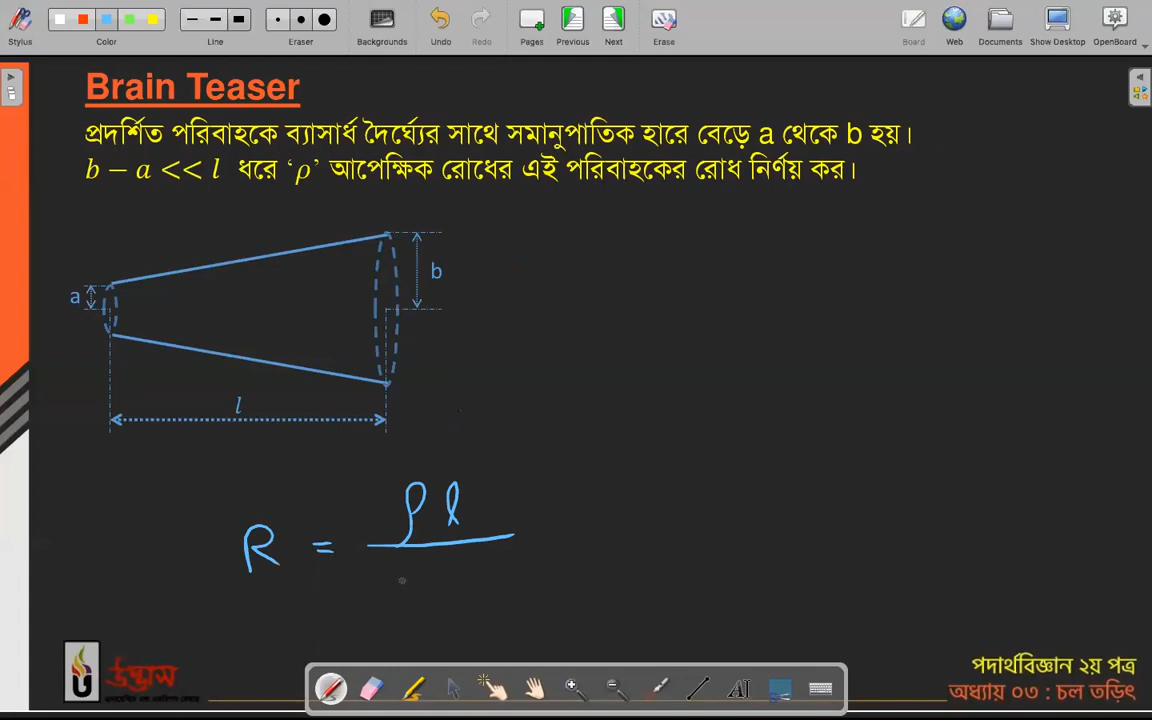 Stylus
Color
Line
Eraser
Backgrounds
Undo
Redo
Pages
Previous
Next
Erase
Board
Web
Documents
Show Desktop
OpenBoard
Brain Teaser
প্রদর্শিত পরিবাহকে ব্যাসার্ধ দৈর্ঘ্যের সাথে সমানুপাতিক হারে বেড়ে a থেকে b হয়।
b − a << l ধরে ‘ρ’ আপেক্ষিক রোধের এই পরিবাহকের রোধ নির্ণয় কর।
a
b
l
R = ρ l
উদ্ভাস
পদার্থবিজ্ঞান ২য় পত্র
অধ্যায় ০৩ : চল তড়িৎ